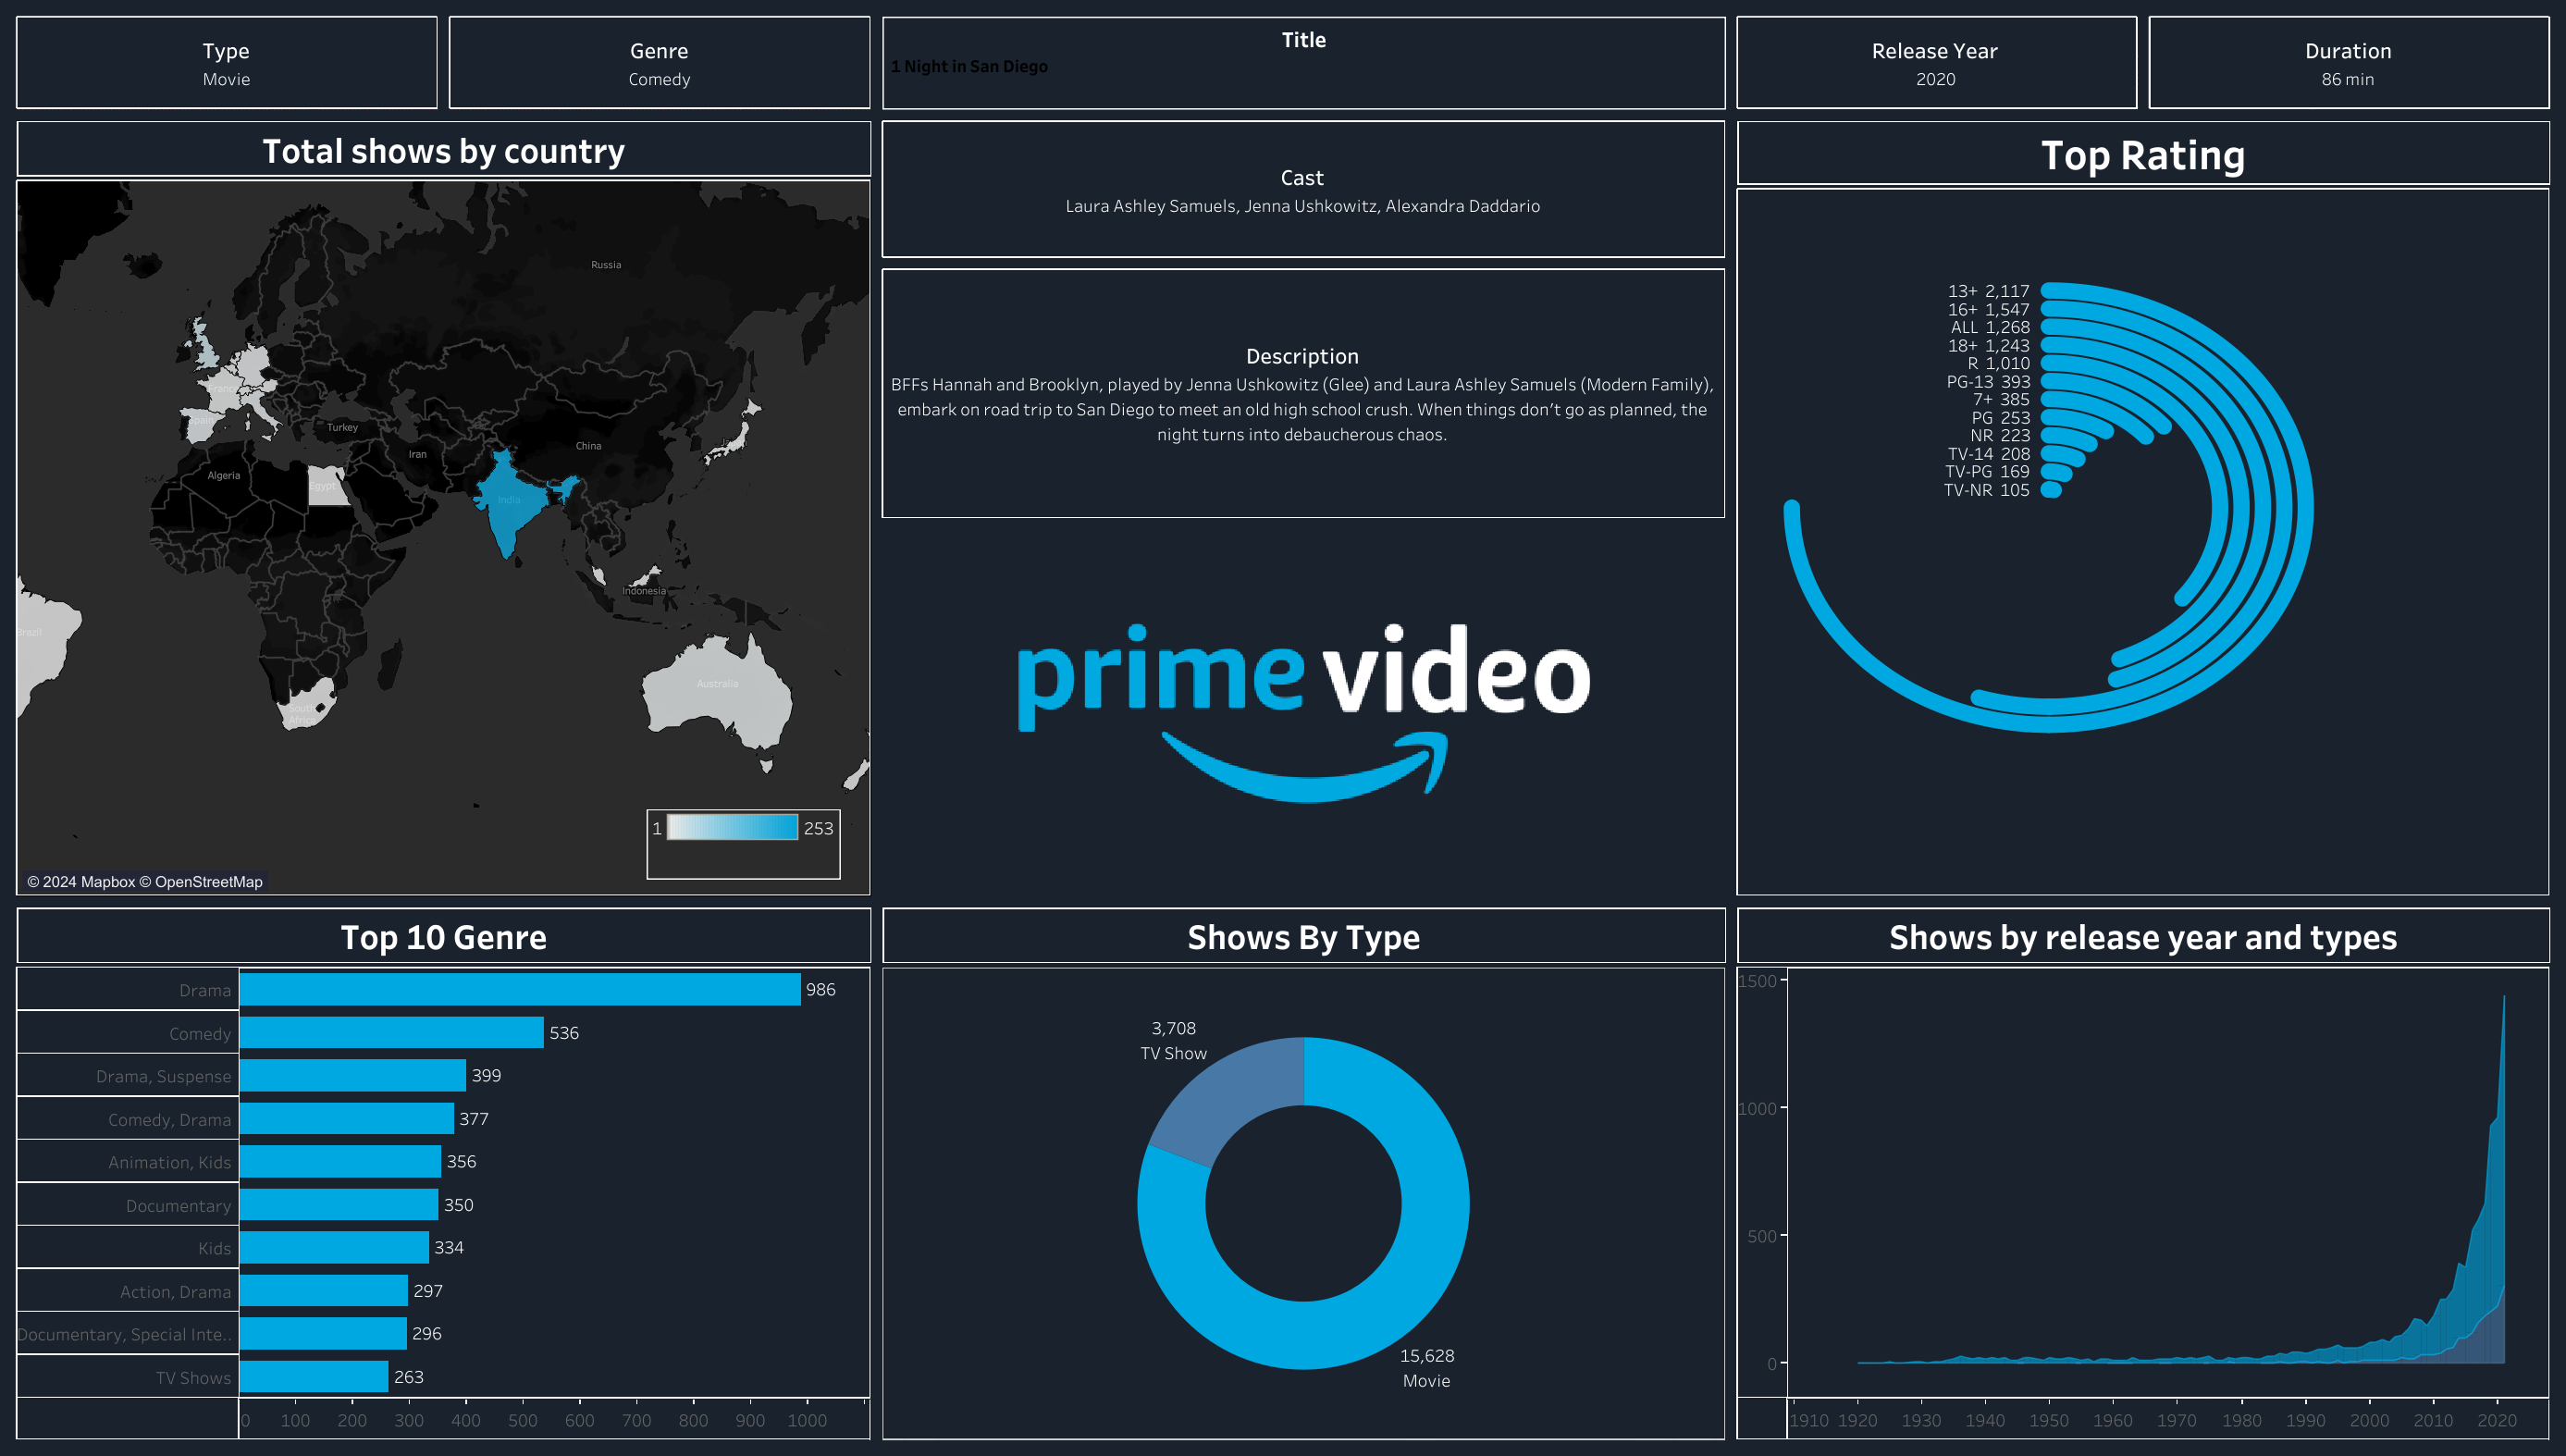 Type
Movie
Genre
Comedy
Title
1 Night in San Diego
Release Year
2020
Duration
86 min
Total shows by country
Russia
France
Spain
Turkey
China
Iran
Algeria
Egypt
India
Indonesia
Brazil
Australia
South
Africa
1
253
© 2024 Mapbox © OpenStreetMap
Cast
Laura Ashley Samuels, Jenna Ushkowitz, Alexandra Daddario
Description
BFFs Hannah and Brooklyn, played by Jenna Ushkowitz (Glee) and Laura Ashley Samuels (Modern Family),
embark on road trip to San Diego to meet an old high school crush. When things don’t go as planned, the
night turns into debaucherous chaos.
prime video
Top Rating
13+ 2,117
16+ 1,547
ALL 1,268
18+ 1,243
R 1,010
PG-13 393
7+ 385
PG 253
NR 223
TV-14 208
TV-PG 169
TV-NR 105
Top 10 Genre
Drama 986
Comedy 536
Drama, Suspense 399
Comedy, Drama 377
Animation, Kids 356
Documentary 350
Kids 334
Action, Drama 297
Documentary, Special Inte.. 296
TV Shows 263
0 100 200 300 400 500 600 700 800 900 1000
Shows By Type
3,708
TV Show
15,628
Movie
Shows by release year and types
1500
1000
500
0
1910 1920 1930 1940 1950 1960 1970 1980 1990 2000 2010 2020